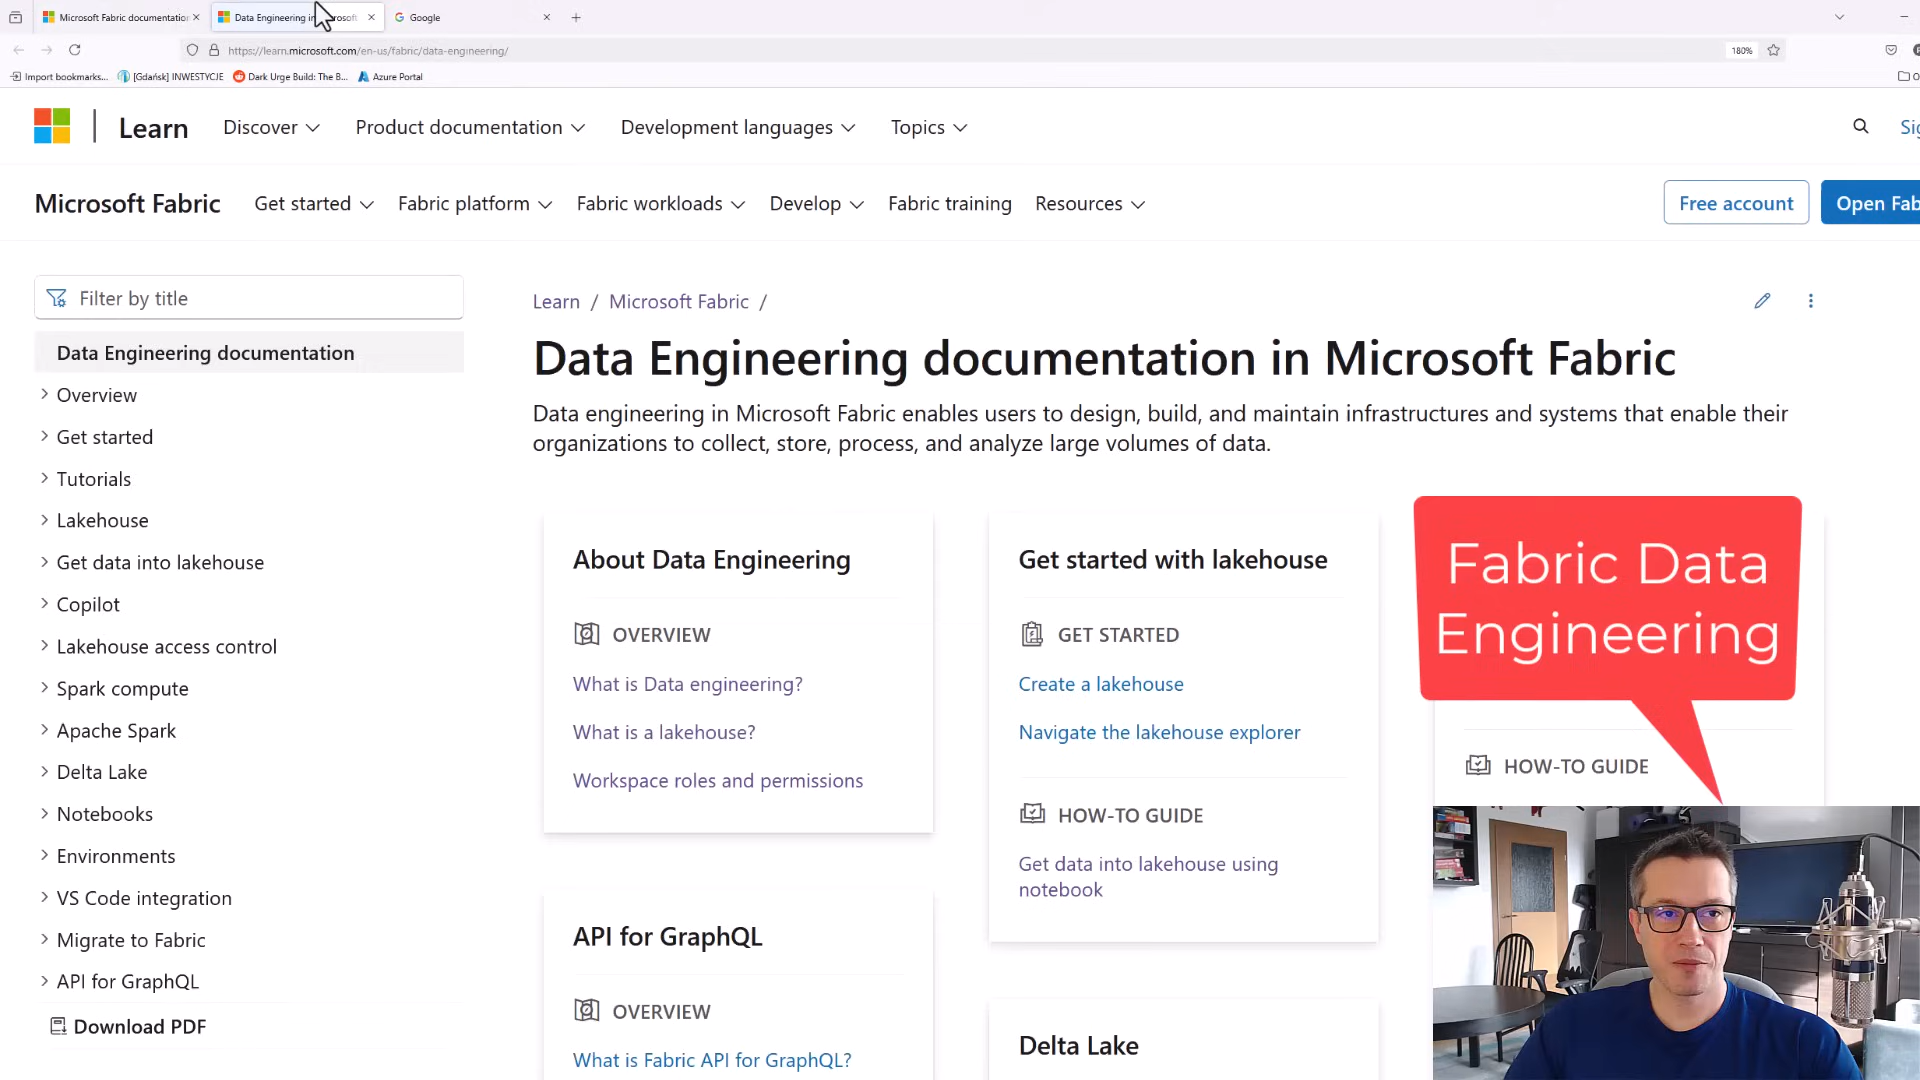 Microsoft Fabric documentation
Data Engineering in Microsoft
Google
https://learn.microsoft.com/en-us/fabric/data-engineering/
180%
Import bookmarks...
[Gdańsk] INWESTYCJE
Dark Urge Build: The B...
Azure Portal
Learn
Discover
Product documentation
Development languages
Topics
Microsoft Fabric
Get started
Fabric platform
Fabric workloads
Develop
Fabric training
Resources
Free account
Open Fab
Filter by title
Data Engineering documentation
Overview
Get started
Tutorials
Lakehouse
Get data into lakehouse
Copilot
Lakehouse access control
Spark compute
Apache Spark
Delta Lake
Notebooks
Environments
VS Code integration
Migrate to Fabric
API for GraphQL
Download PDF
Learn / Microsoft Fabric /
Data Engineering documentation in Microsoft Fabric
Data engineering in Microsoft Fabric enables users to design, build, and maintain infrastructures and systems that enable their
organizations to collect, store, process, and analyze large volumes of data.
About Data Engineering
OVERVIEW
What is Data engineering?
What is a lakehouse?
Workspace roles and permissions
API for GraphQL
OVERVIEW
What is Fabric API for GraphQL?
Get started with lakehouse
GET STARTED
Create a lakehouse
Navigate the lakehouse explorer
HOW-TO GUIDE
Get data into lakehouse using
notebook
Delta Lake
Fabric Data
Engineering
HOW-TO GUIDE